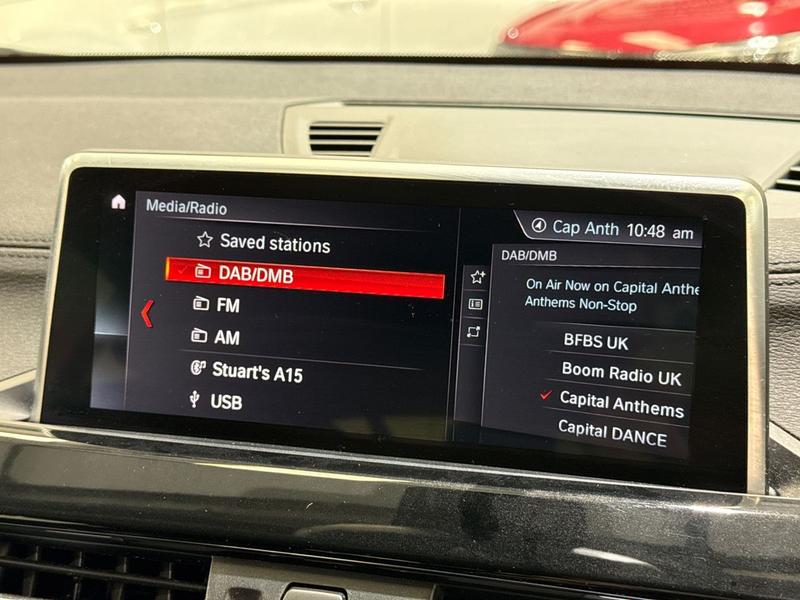 Media/Radio
Saved stations
DAB/DMB
FM
AM
Stuart's A15
USB
Cap Anth 10:48 am
DAB/DMB
On Air Now on Capital Anthe
Anthems Non-Stop
BFBS UK
Boom Radio UK
Capital Anthems
Capital DANCE